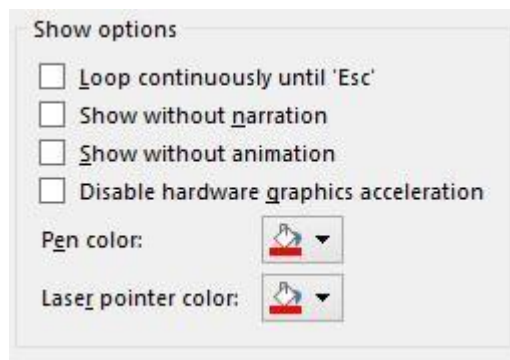 Show options
Loop continuously until 'Esc'
Show without narration
Show without animation
Disable hardware graphics acceleration
Pen color:
Laser pointer color: